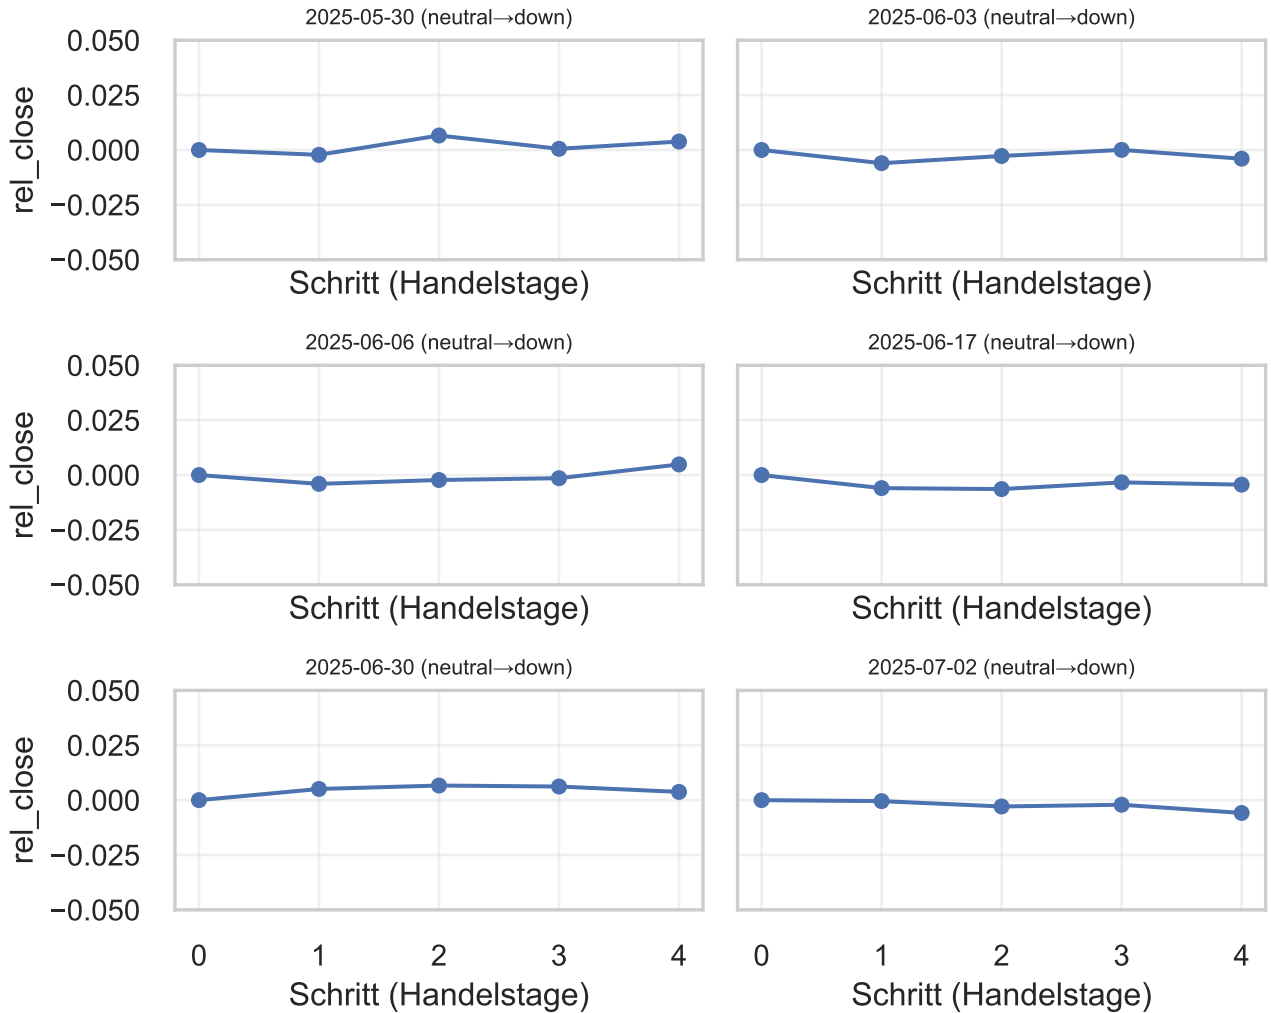 2025-05-30 (neutral→down)
0.050
0.025
0.000
−0.025
−0.050
rel_close
Schritt (Handelstage)
2025-06-03 (neutral→down)
Schritt (Handelstage)
2025-06-06 (neutral→down)
0.050
0.025
0.000
−0.025
−0.050
rel_close
Schritt (Handelstage)
2025-06-17 (neutral→down)
Schritt (Handelstage)
2025-06-30 (neutral→down)
0.050
0.025
0.000
−0.025
−0.050
rel_close
0 1 2 3 4
Schritt (Handelstage)
2025-07-02 (neutral→down)
0 1 2 3 4
Schritt (Handelstage)